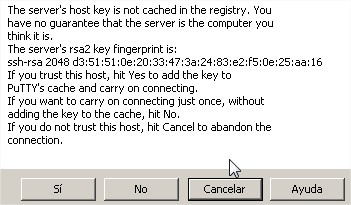 The server's host key is not cached in the registry. You
have no guarantee that the server is the computer you
think it is.
The server's rsa2 key fingerprint is:
ssh-rsa 2048 d3:51:51:0e:20:33:47:3a:24:83:e2:f5:0e:25:aa:16
If you trust this host, hit Yes to add the key to
PuTTY's cache and carry on connecting.
If you want to carry on connecting just once, without
adding the key to the cache, hit No.
If you do not trust this host, hit Cancel to abandon the
connection.
Sí No Cancelar Ayuda